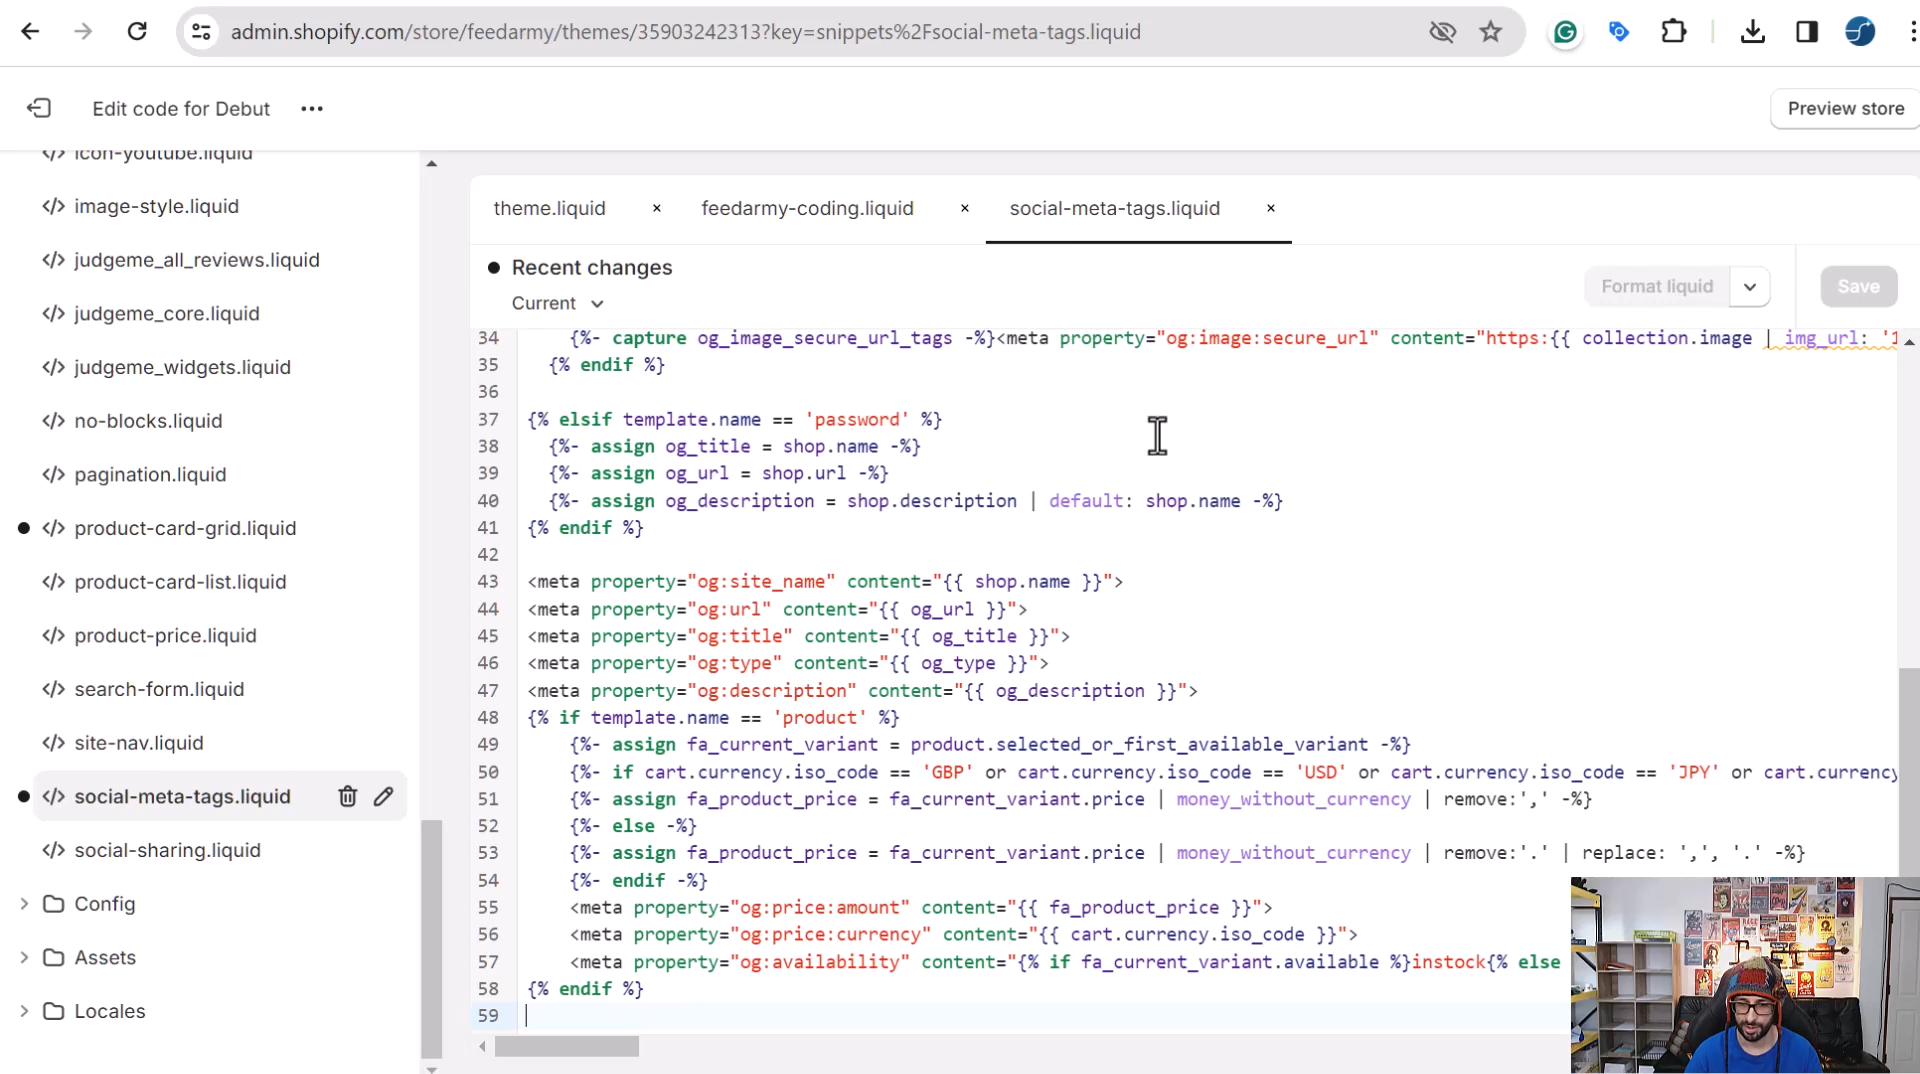 admin.shopify.com/store/feedarmy/themes/35903242313?key=snippets%2Fsocial-meta-tags.liquid
Edit code for Debut
Preview store
icon-youtube.liquid
image-style.liquid
judgeme_all_reviews.liquid
judgeme_core.liquid
judgeme_widgets.liquid
no-blocks.liquid
pagination.liquid
product-card-grid.liquid
product-card-list.liquid
product-price.liquid
search-form.liquid
site-nav.liquid
social-meta-tags.liquid
social-sharing.liquid
Config
Assets
Locales
theme.liquid
feedarmy-coding.liquid
social-meta-tags.liquid
Recent changes
Current
Format liquid
Save
34 {%- capture og_image_secure_url_tags -%}<meta property="og:image:secure_url" content="https:{{ collection.image | img_url: '1
35 {% endif %}
36
37 {% elsif template.name == 'password' %}
38 {%- assign og_title = shop.name -%}
39 {%- assign og_url = shop.url -%}
40 {%- assign og_description = shop.description | default: shop.name -%}
41 {% endif %}
42
43 <meta property="og:site_name" content="{{ shop.name }}">
44 <meta property="og:url" content="{{ og_url }}">
45 <meta property="og:title" content="{{ og_title }}">
46 <meta property="og:type" content="{{ og_type }}">
47 <meta property="og:description" content="{{ og_description }}">
48 {% if template.name == 'product' %}
49 {%- assign fa_current_variant = product.selected_or_first_available_variant -%}
50 {%- if cart.currency.iso_code == 'GBP' or cart.currency.iso_code == 'USD' or cart.currency.iso_code == 'JPY' or cart.currency
51 {%- assign fa_product_price = fa_current_variant.price | money_without_currency | remove:',' -%}
52 {%- else -%}
53 {%- assign fa_product_price = fa_current_variant.price | money_without_currency | remove:'.' | replace: ',', '.' -%}
54 {%- endif -%}
55 <meta property="og:price:amount" content="{{ fa_product_price }}">
56 <meta property="og:price:currency" content="{{ cart.currency.iso_code }}">
57 <meta property="og:availability" content="{% if fa_current_variant.available %}instock{% else
58 {% endif %}
59